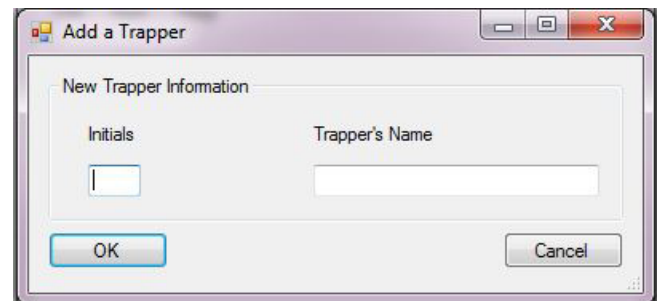 Add a Trapper
New Trapper Information
Initials Trapper's Name
OK Cancel